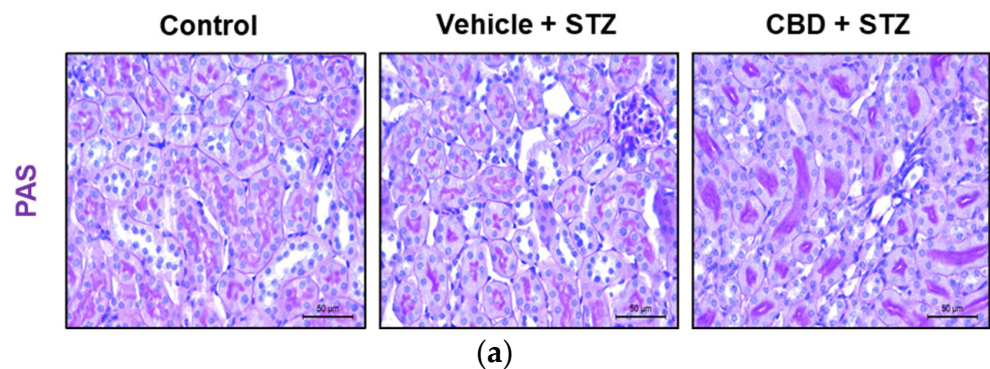 Control
Vehicle + STZ
CBD + STZ
PAS
50 µm
50 µm
50 µm
(a)